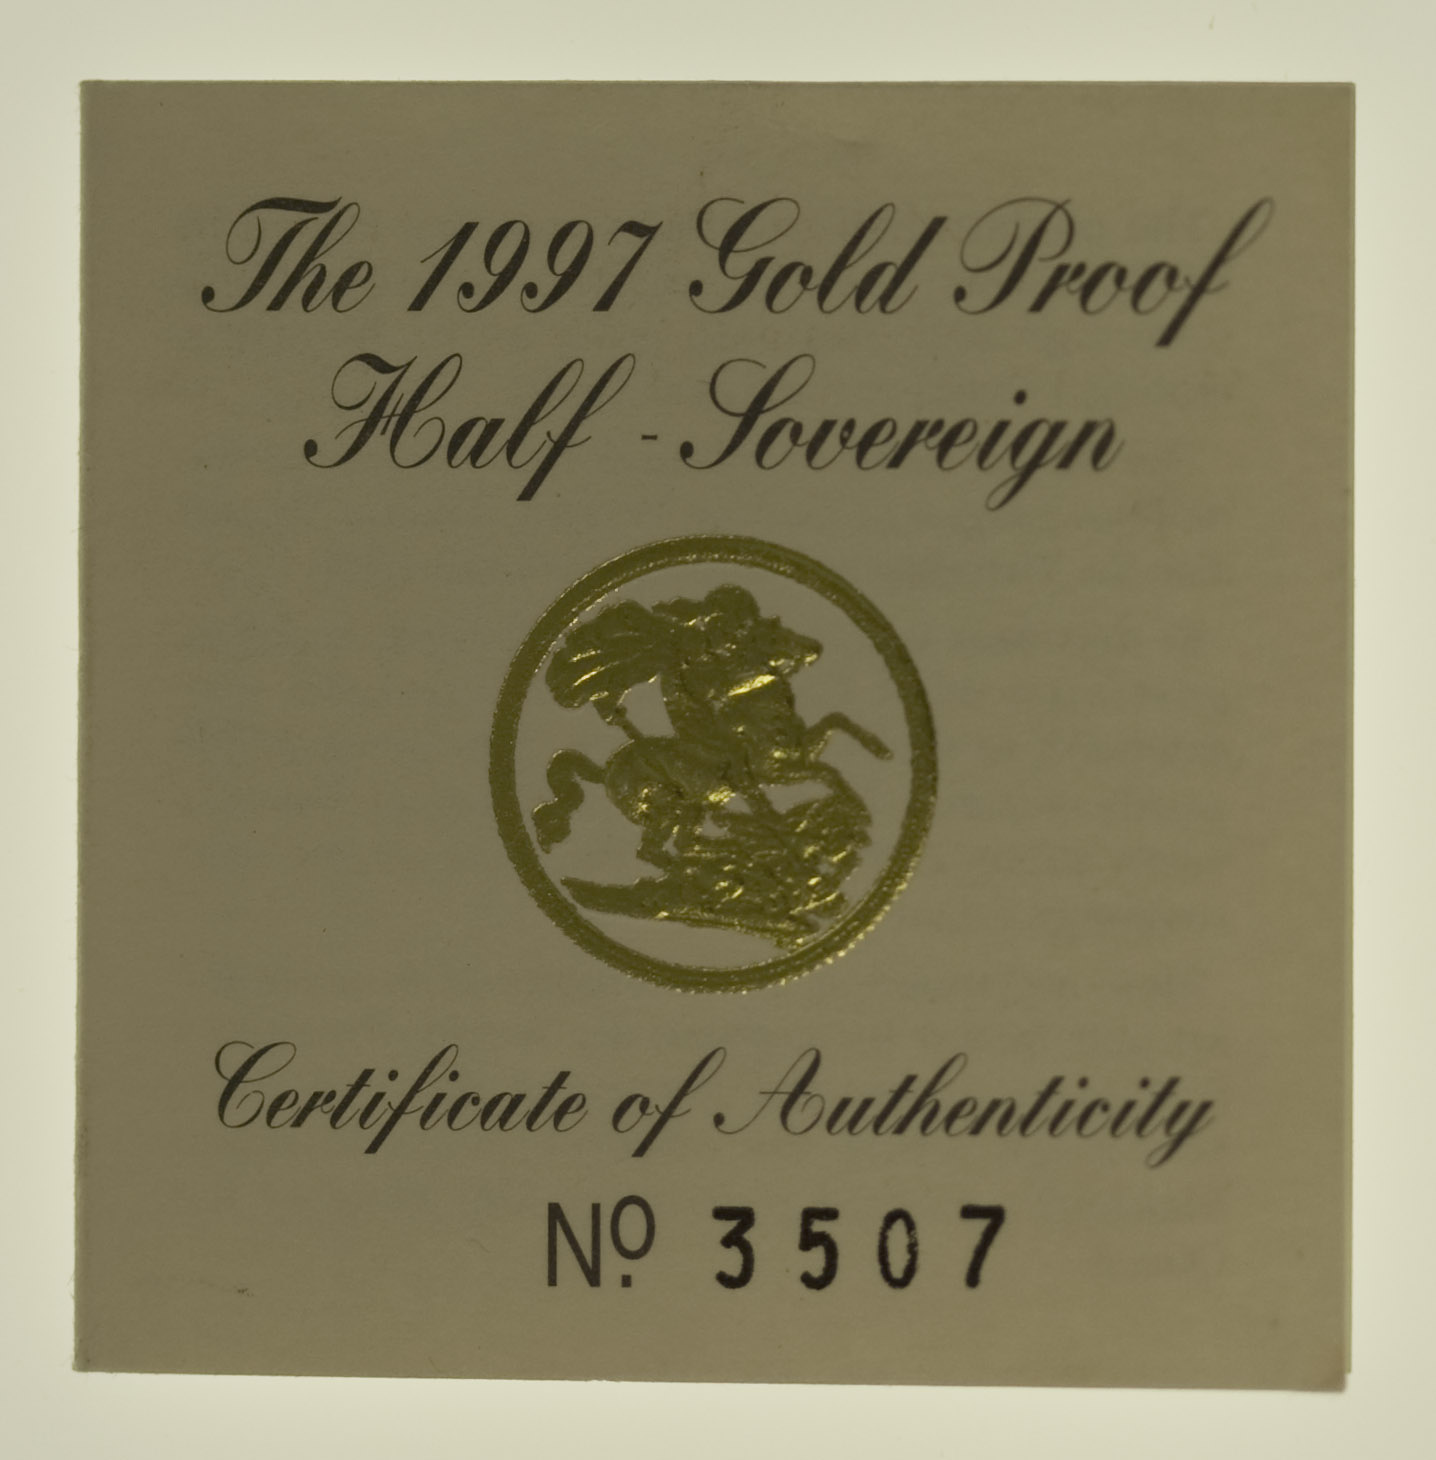 The 1997 Gold Proof
Half - Sovereign
Certificate of Authenticity
Nº. 3507